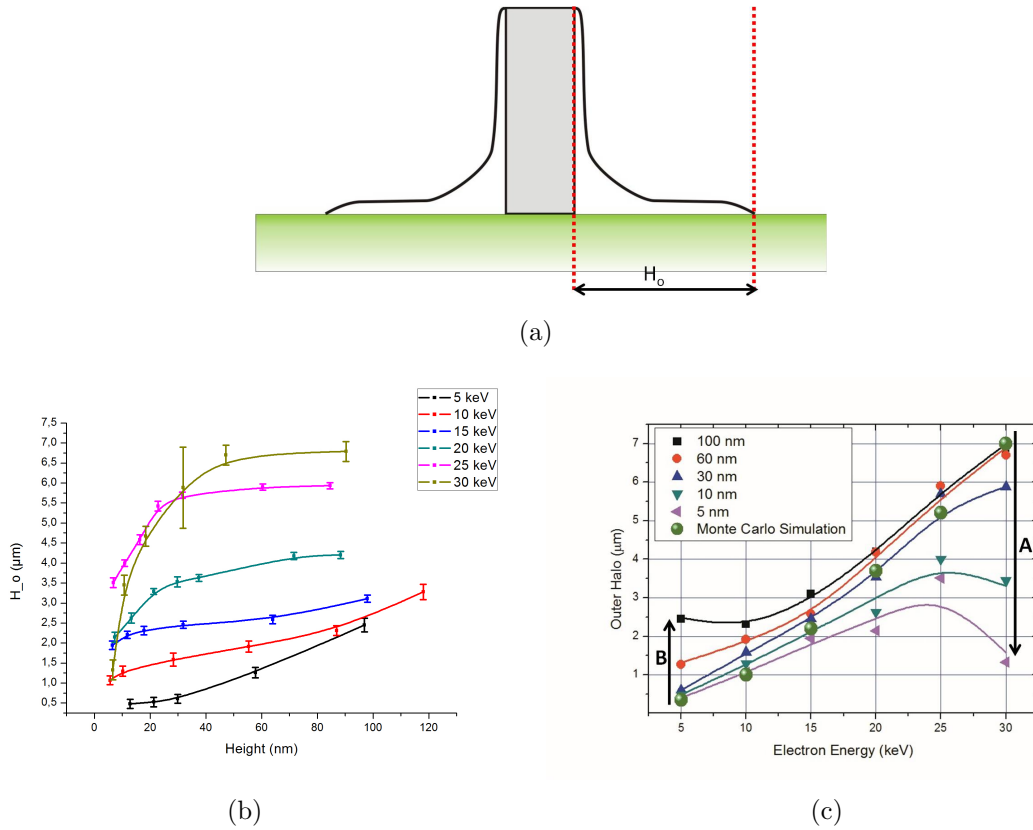 H_o
(a)
7,5
7,0
6,5
6,0
5,5
5,0
4,5
4,0
3,5
3,0
2,5
2,0
1,5
1,0
0,5
H_o (µm)
0 20 40 60 80 100 120
Height (nm)
5 keV
10 keV
15 keV
20 keV
25 keV
30 keV
(b)
7
6
5
4
3
2
1
Outer Halo (µm)
100 nm
60 nm
30 nm
10 nm
5 nm
Monte Carlo Simulation
A
B
5 10 15 20 25 30
Electron Energy (keV)
(c)